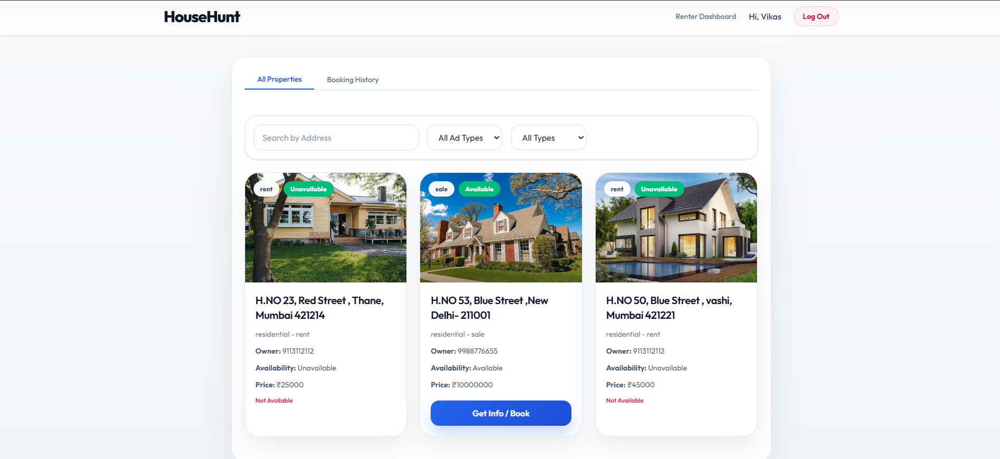 HouseHunt
Renter Dashboard
Hi, Vikas
Log Out
All Properties
Booking History
Search by Address
All Ad Types
All Types
rent
Unavailable
H.NO 23, Red Street , Thane,
Mumbai 421214
residential - rent
Owner: 9113112112
Availability: Unavailable
Price: ₹25000
Not Available
sale
Available
H.NO 53, Blue Street ,New
Delhi- 211001
residential - sale
Owner: 9988776655
Availability: Available
Price: ₹10000000
Get Info / Book
rent
Unavailable
H.NO 50, Blue Street , vashi,
Mumbai 421221
residential - rent
Owner: 9113112112
Availability: Unavailable
Price: ₹45000
Not Available